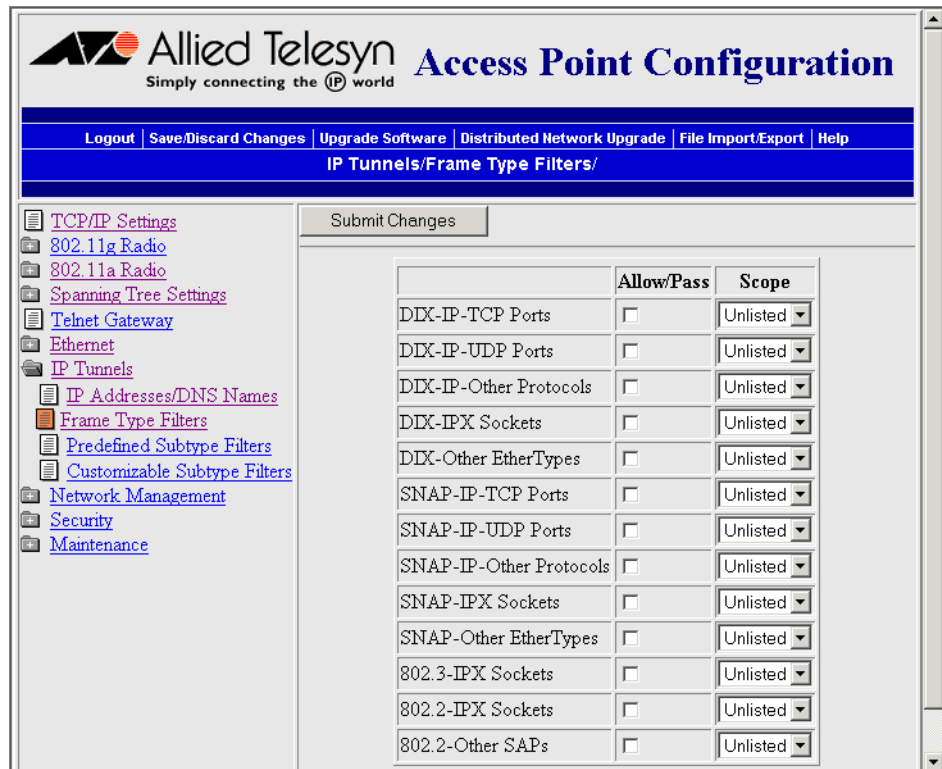 Allied Telesyn
Simply connecting the IP world
Access Point Configuration
Logout | Save/Discard Changes | Upgrade Software | Distributed Network Upgrade | File Import/Export | Help
IP Tunnels/Frame Type Filters/
TCP/IP Settings
802.11g Radio
802.11a Radio
Spanning Tree Settings
Telnet Gateway
Ethernet
IP Tunnels
IP Addresses/DNS Names
Frame Type Filters
Predefined Subtype Filters
Customizable Subtype Filters
Network Management
Security
Maintenance
Submit Changes
Allow/Pass Scope
DIX-IP-TCP Ports Unlisted
DIX-IP-UDP Ports Unlisted
DIX-IP-Other Protocols Unlisted
DIX-IPX Sockets Unlisted
DIX-Other EtherTypes Unlisted
SNAP-IP-TCP Ports Unlisted
SNAP-IP-UDP Ports Unlisted
SNAP-IP-Other Protocols Unlisted
SNAP-IPX Sockets Unlisted
SNAP-Other EtherTypes Unlisted
802.3-IPX Sockets Unlisted
802.2-IPX Sockets Unlisted
802.2-Other SAPs Unlisted